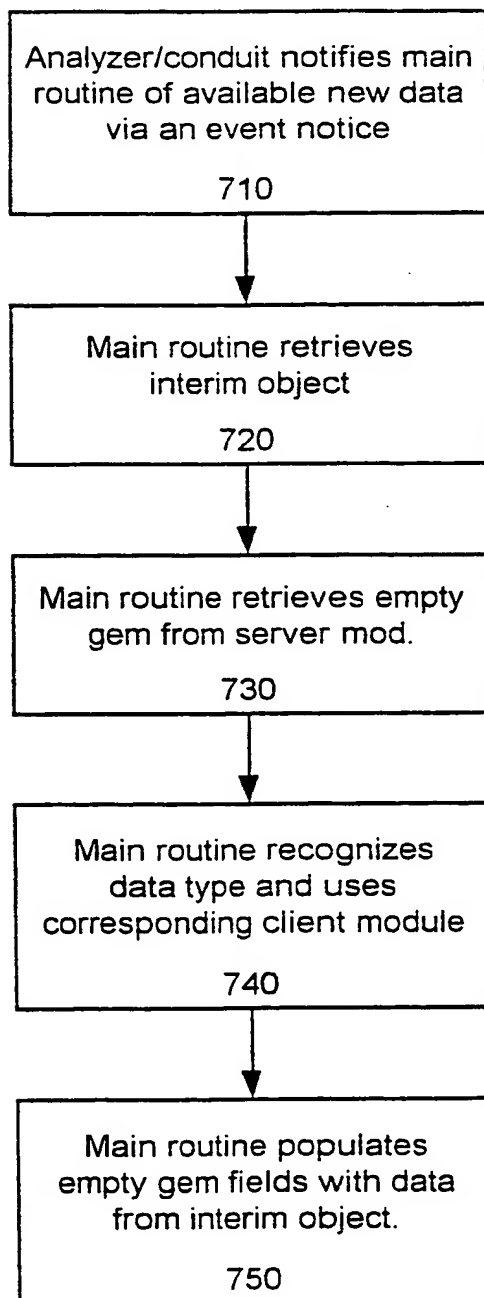 Analyzer/conduit notifies main
routine of available new data
via an event notice
710
Main routine retrieves
interim object
720
Main routine retrieves empty
gem from server mod.
730
Main routine recognizes
data type and uses
corresponding client module
740
Main routine populates
empty gem fields with data
from interim object.
750